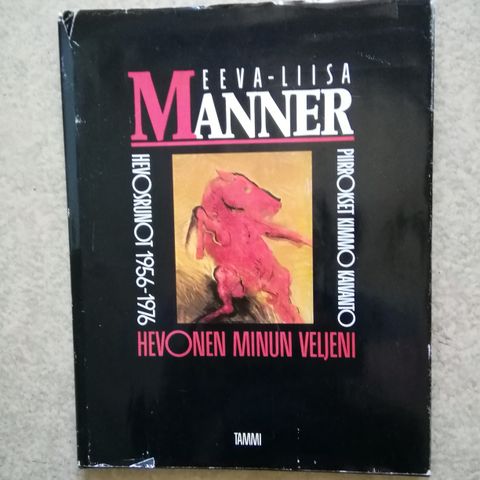 EEVA-LIISA
MANNER
HEVOSRUNOT 1956-1976
PIIRROKSET KIMMO KAIVANTO
HEVONEN MINUN VELJENI
TAMMI